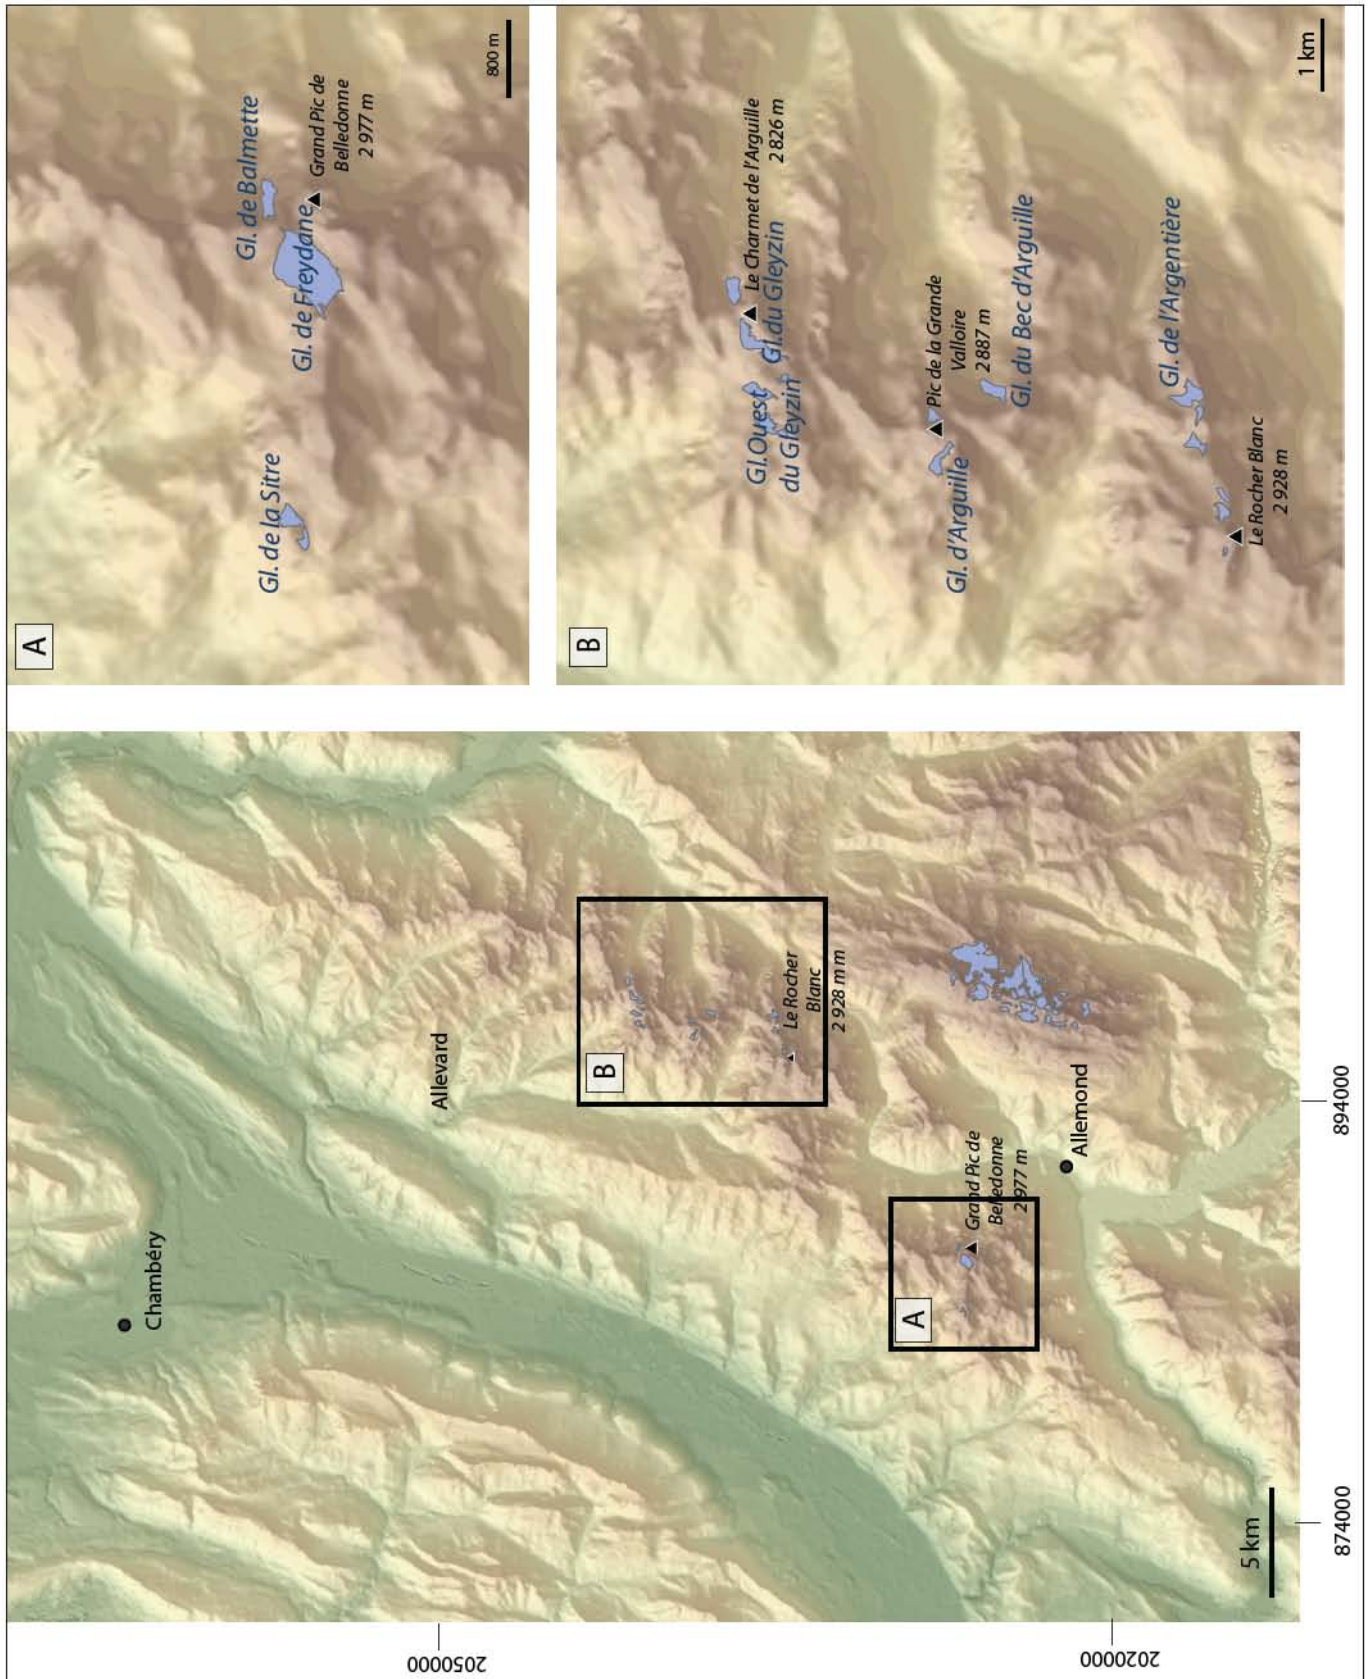 A
Gl. de Balmette
Grand Pic de
Belledonne
2 977 m
Gl. de Freydane
Gl. de la Sitre
800 m
B
Le Charmet de l'Arguille
2 826 m
Gl.du Gleyzin
Gl.Ouest
du Gleyzin
Pic de la Grande
Valloire
2 887 m
Gl. d'Arguille
Gl. du Bec d'Arguille
Gl. de l'Argentière
Le Rocher Blanc
2 928 m
1 km
Chambéry
Allevard
B
Le Rocher
Blanc
2 928 m m
A
Grand Pic de
Belledonne
2 977 m
Allemond
5 km
2050000
2020000
874000
894000